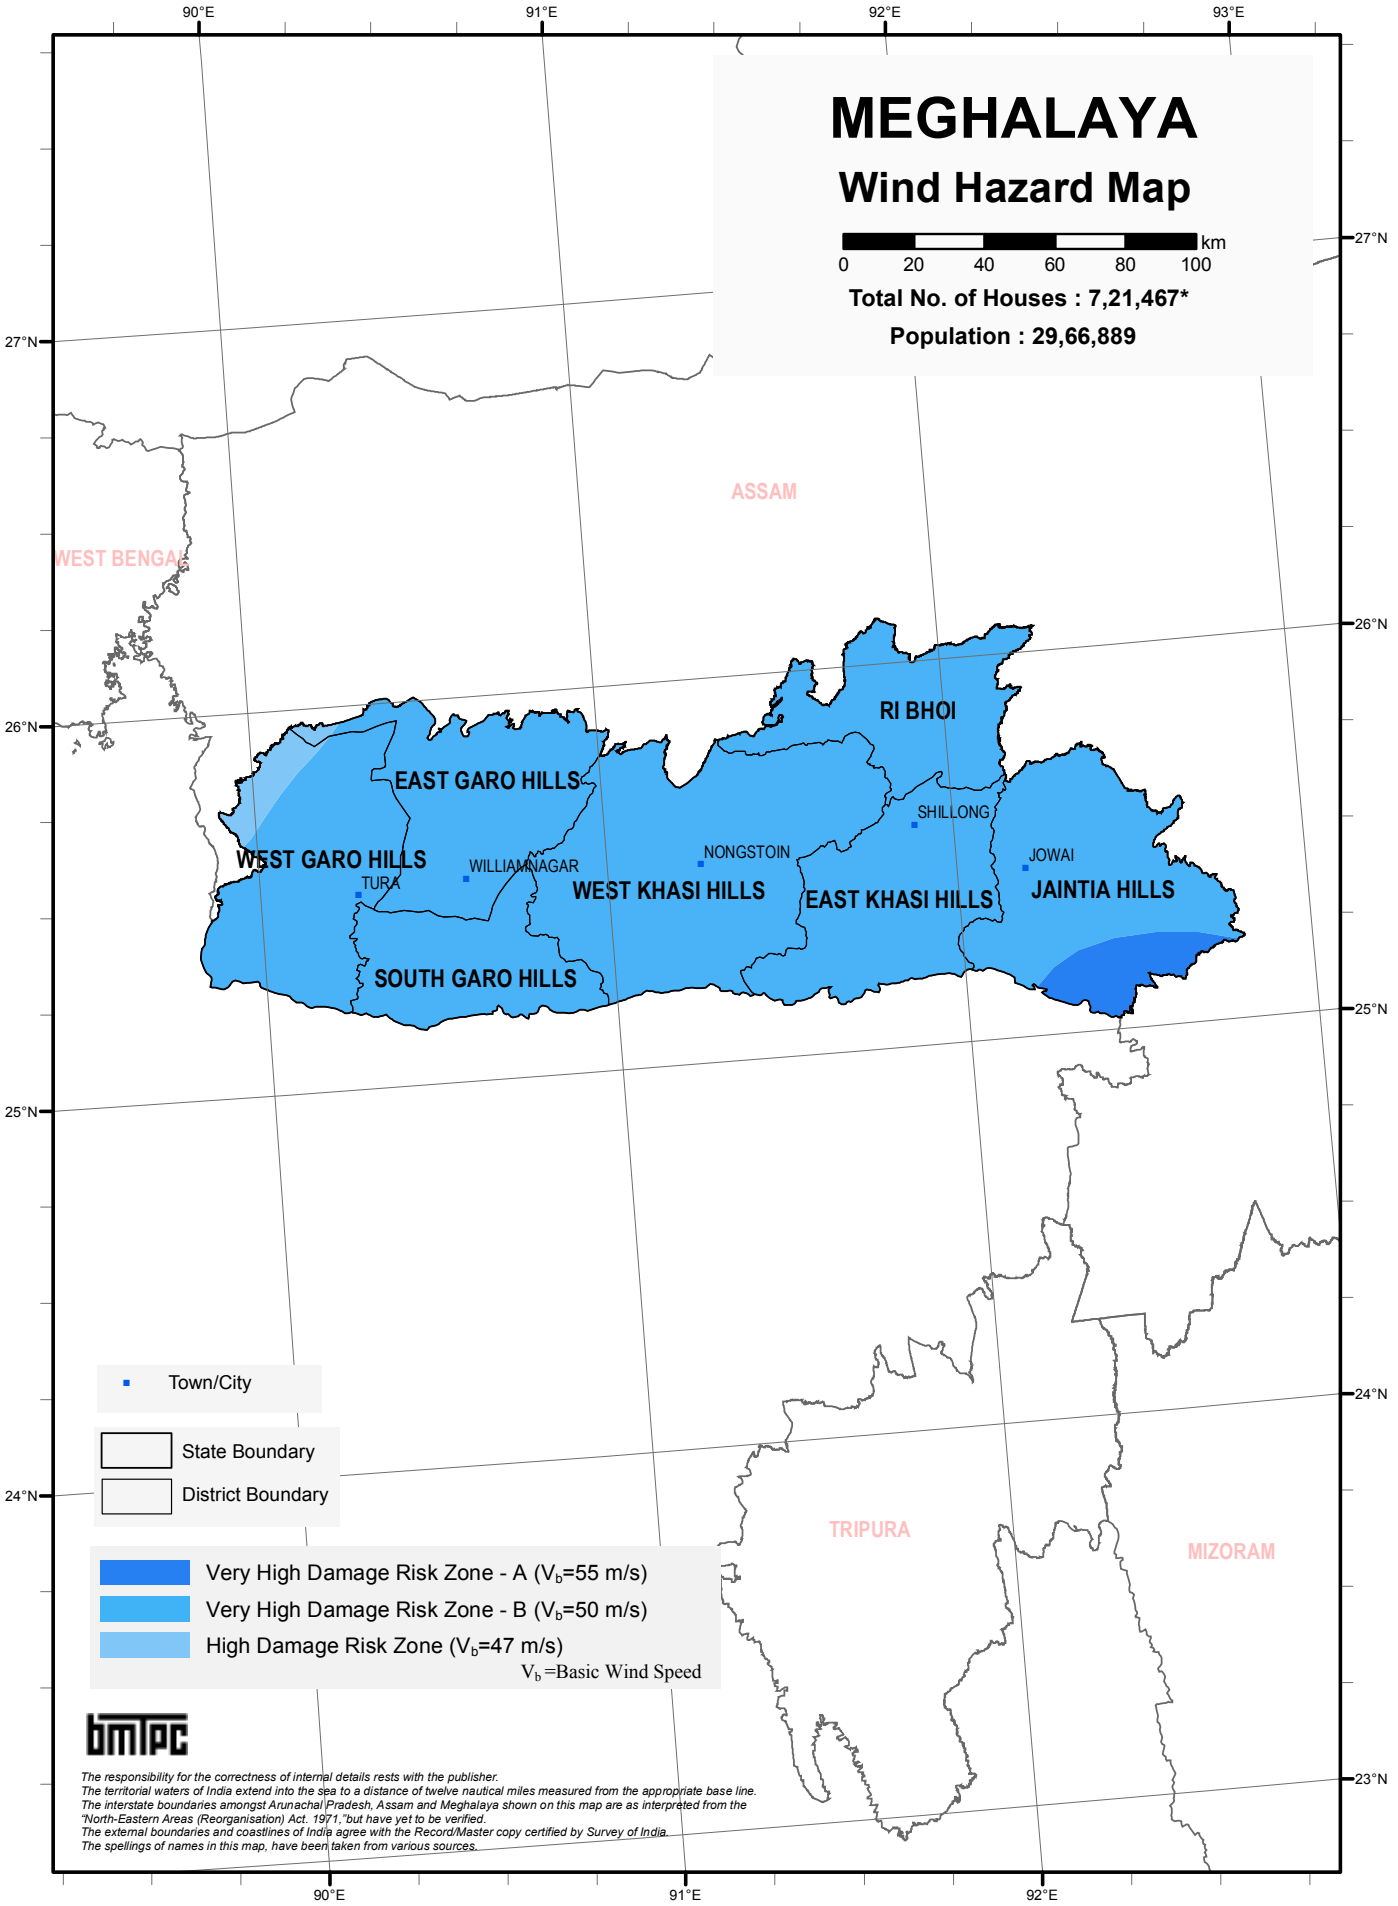 90°E 91°E 92°E 93°E
MEGHALAYA
Wind Hazard Map
km
0 20 40 60 80 100
Total No. of Houses : 7,21,467*
Population : 29,66,889
27°N
27°N
ASSAM
WEST BENGAL
26°N
26°N
RI BHOI
EAST GARO HILLS
SHILLONG
WEST GARO HILLS
NONGSTOIN
JOWAI
WILLIAMNAGAR
TURA
WEST KHASI HILLS
JAINTIA HILLS
EAST KHASI HILLS
SOUTH GARO HILLS
25°N
25°N
Town/City
24°N
State Boundary
District Boundary
24°N
TRIPURA
MIZORAM
Very High Damage Risk Zone - A (Vb=55 m/s)
Very High Damage Risk Zone - B (Vb=50 m/s)
High Damage Risk Zone (Vb=47 m/s)
Vb=Basic Wind Speed
bmTpc
23°N
The responsibility for the correctness of internal details rests with the publisher.
The territorial waters of India extend into the sea to a distance of twelve nautical miles measured from the appropriate base line.
The interstate boundaries amongst Arunachal Pradesh, Assam and Meghalaya shown on this map are as interpreted from the
"North-Eastern Areas (Reorganisation) Act. 1971,"but have yet to be verified.
The external boundaries and coastlines of India agree with the Record/Master copy certified by Survey of India.
The spellings of names in this map, have been taken from various sources.
90°E 91°E 92°E